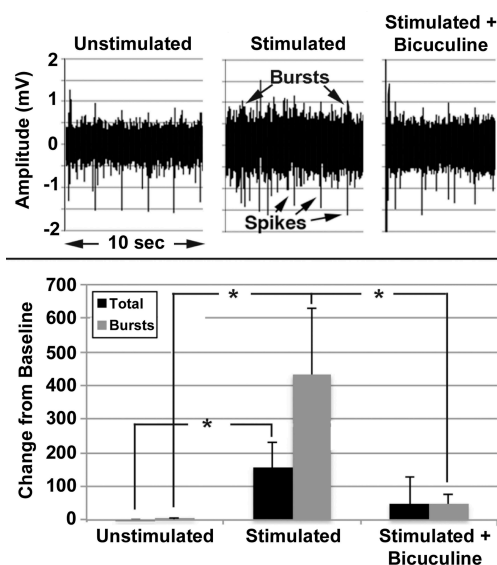 Unstimulated
Stimulated
Stimulated +
Bicuculine
Amplitude (mV)
2
1
0
-1
-2
Bursts
Spikes
10 sec
Change from Baseline
700
600
500
400
300
200
100
0
Total
Bursts
*
*
*
Unstimulated
Stimulated
Stimulated +
Bicuculine